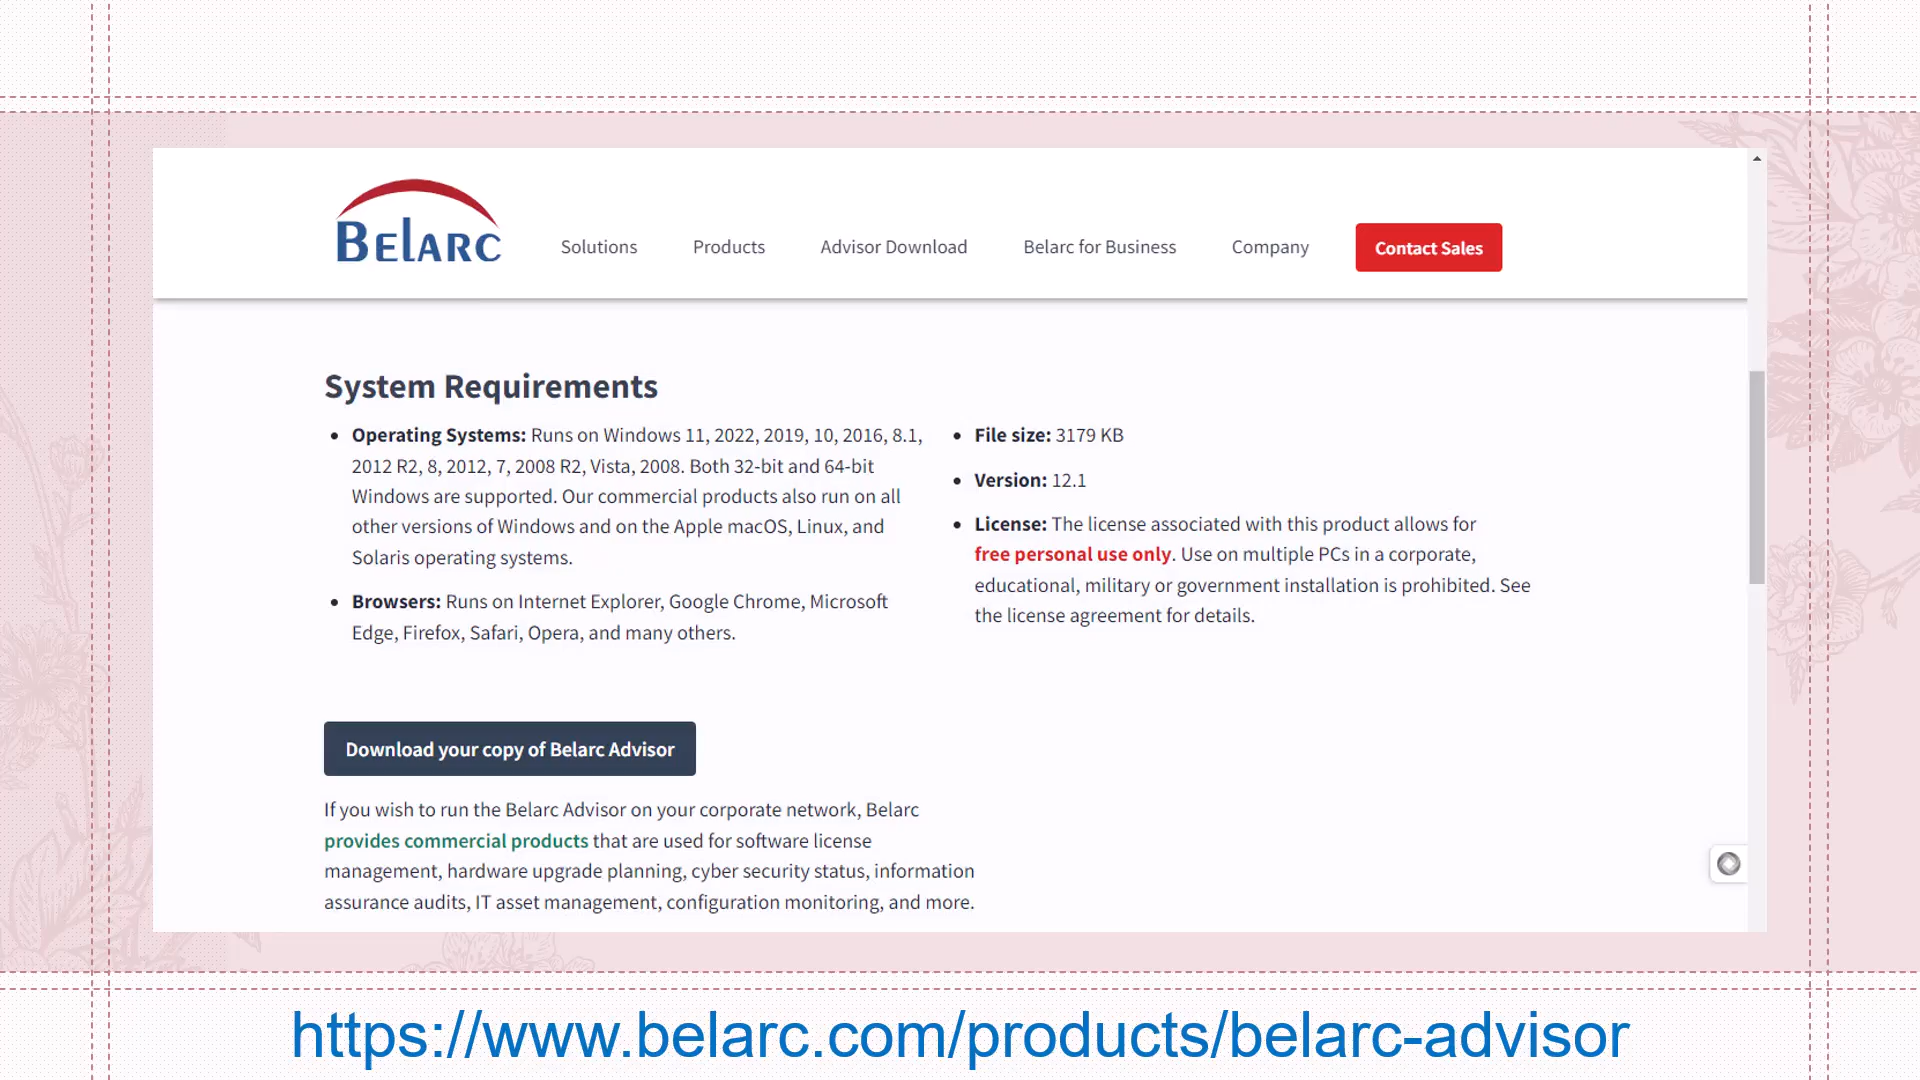 BELARC
Solutions
Products
Advisor Download
Belarc for Business
Company
Contact Sales
System Requirements
• Operating Systems: Runs on Windows 11, 2022, 2019, 10, 2016, 8.1,
2012 R2, 8, 2012, 7, 2008 R2, Vista, 2008. Both 32-bit and 64-bit
Windows are supported. Our commercial products also run on all
other versions of Windows and on the Apple macOS, Linux, and
Solaris operating systems.
• Browsers: Runs on Internet Explorer, Google Chrome, Microsoft
Edge, Firefox, Safari, Opera, and many others.
• File size: 3179 KB
• Version: 12.1
• License: The license associated with this product allows for
free personal use only. Use on multiple PCs in a corporate,
educational, military or government installation is prohibited. See
the license agreement for details.
Download your copy of Belarc Advisor
If you wish to run the Belarc Advisor on your corporate network, Belarc
provides commercial products that are used for software license
management, hardware upgrade planning, cyber security status, information
assurance audits, IT asset management, configuration monitoring, and more.
https://www.belarc.com/products/belarc-advisor